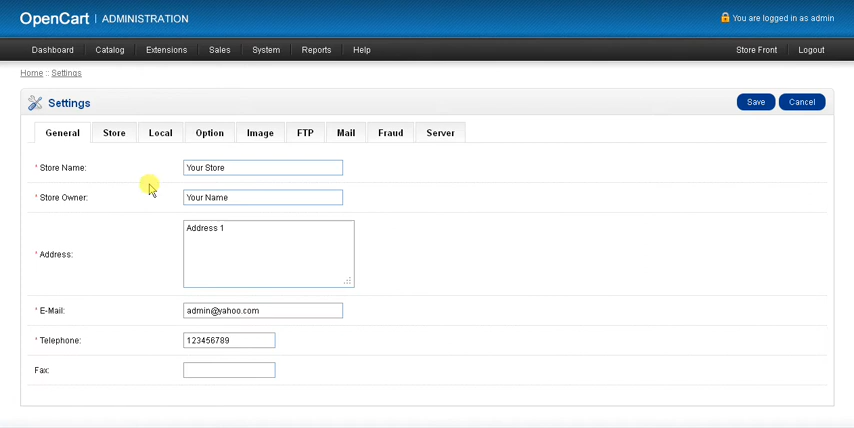 OpenCart | ADMINISTRATION
You are logged in as admin
Dashboard Catalog Extensions Sales System Reports Help Store Front Logout
Home :: Settings
Settings Save Cancel
General Store Local Option Image FTP Mail Fraud Server
* Store Name: Your Store
* Store Owner: Your Name
* Address: Address 1
* E-Mail: admin@yahoo.com
* Telephone: 123456789
Fax: